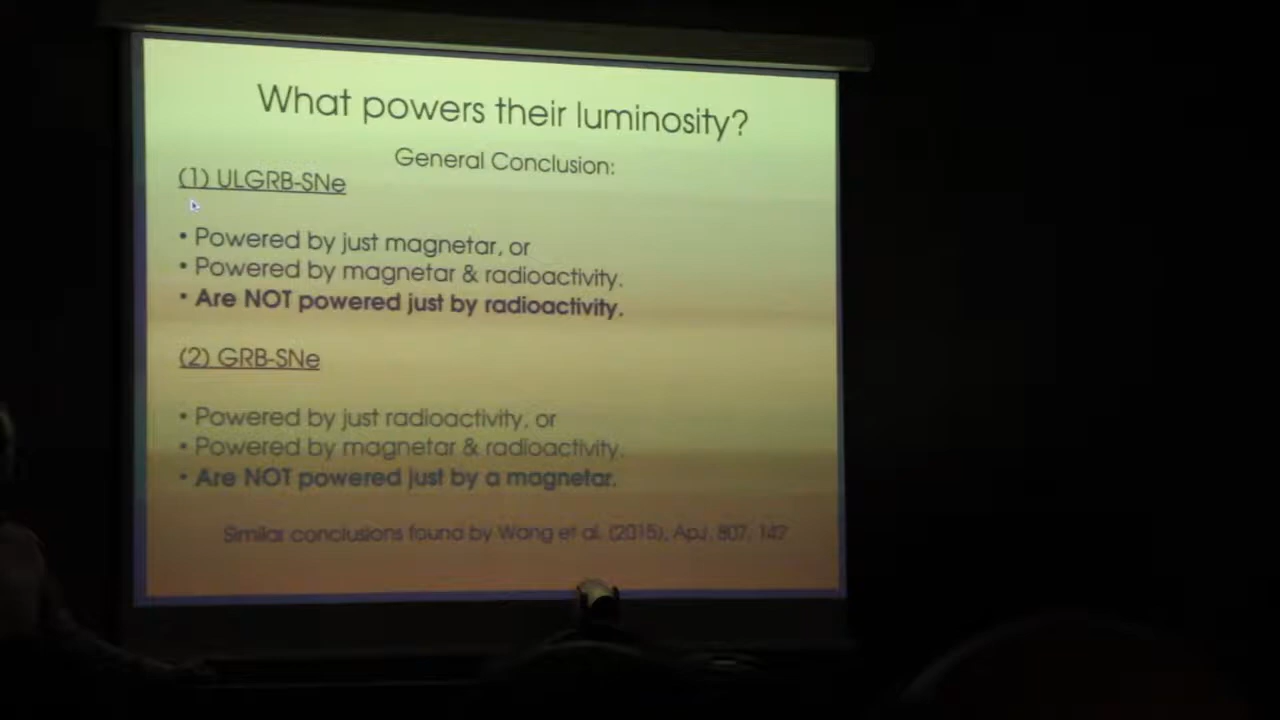 What powers their luminosity?
General Conclusion:
(1) ULGRB-SNe
• Powered by just magnetar, or
• Powered by magnetar & radioactivity.
• Are NOT powered just by radioactivity.
(2) GRB-SNe
• Powered by just radioactivity, or
• Powered by magnetar & radioactivity.
• Are NOT powered just by a magnetar.
Similar conclusions found by Wang et al. (2015), ApJ, 807, 147